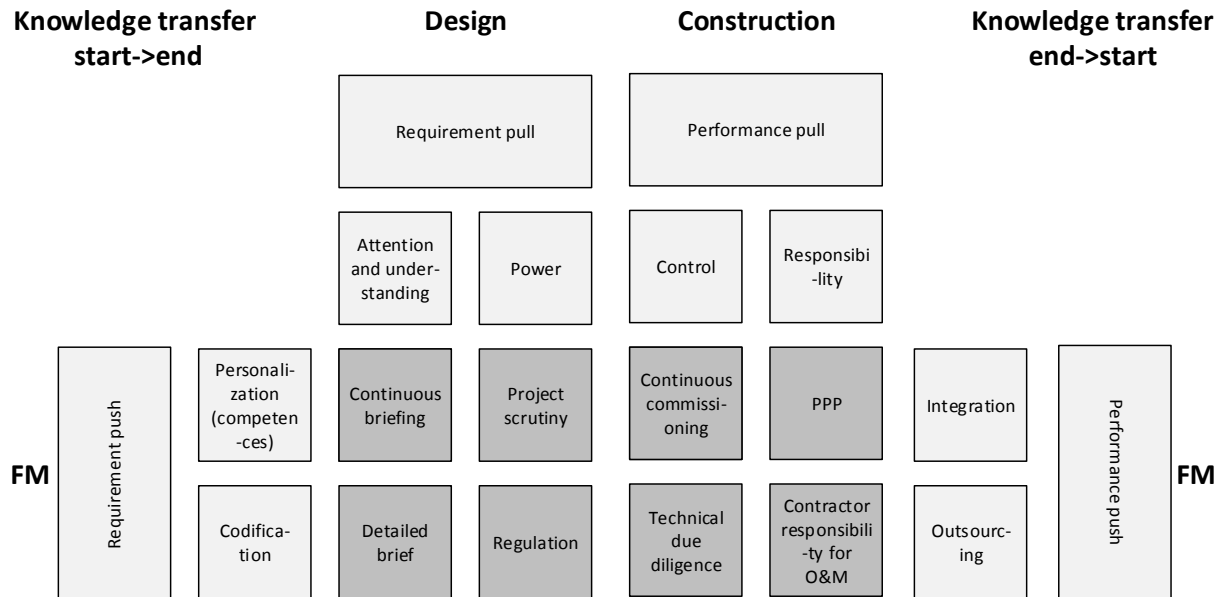 Knowledge transfer
start->end
Design
Construction
Knowledge transfer
end->start
Requirement pull
Performance pull
Attention
and under-
standing
Power
Control
Responsibi
-lity
Requirement push
Personali-
zation
(competen
-ces)
Continuous
briefing
Project
scrutiny
Continuous
commissi-
oning
PPP
Integration
Performance push
FM
FM
Codifica-
tion
Detailed
brief
Regulation
Technical
due
diligence
Contractor
responsibili
-ty for
O&M
Outsourc-
ing